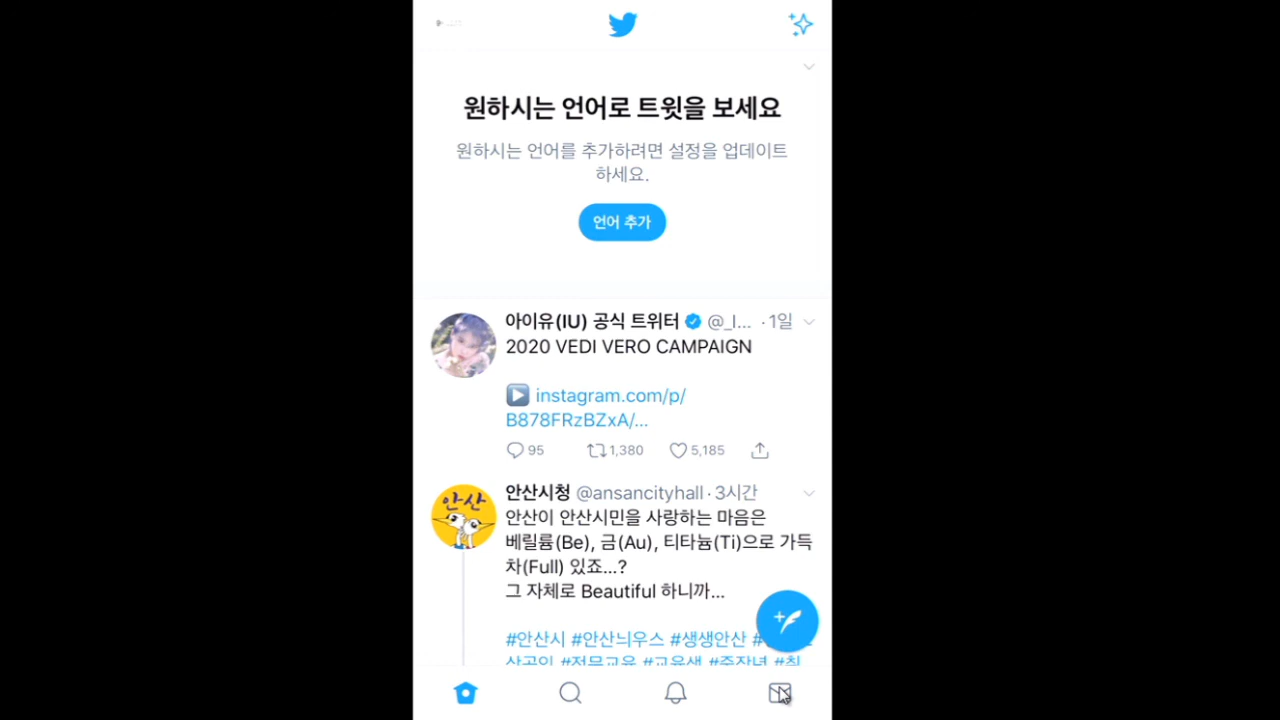 원하시는 언어로 트윗을 보세요
원하시는 언어를 추가하려면 설정을 업데이트
하세요.
언어 추가
아이유(IU) 공식 트위터 @_I... · 1일
2020 VEDI VERO CAMPAIGN
instagram.com/p/
B878FRzBZxA/...
95 1,380 5,185
안산
안산시청 @ansancityhall · 3시간
안산이 안산시민을 사랑하는 마음은
베릴륨(Be), 금(Au), 티타늄(Ti)으로 가득
차(Full) 있죠...?
그 자체로 Beautiful 하니까...
#안산시 #안산늬우스 #생생안산